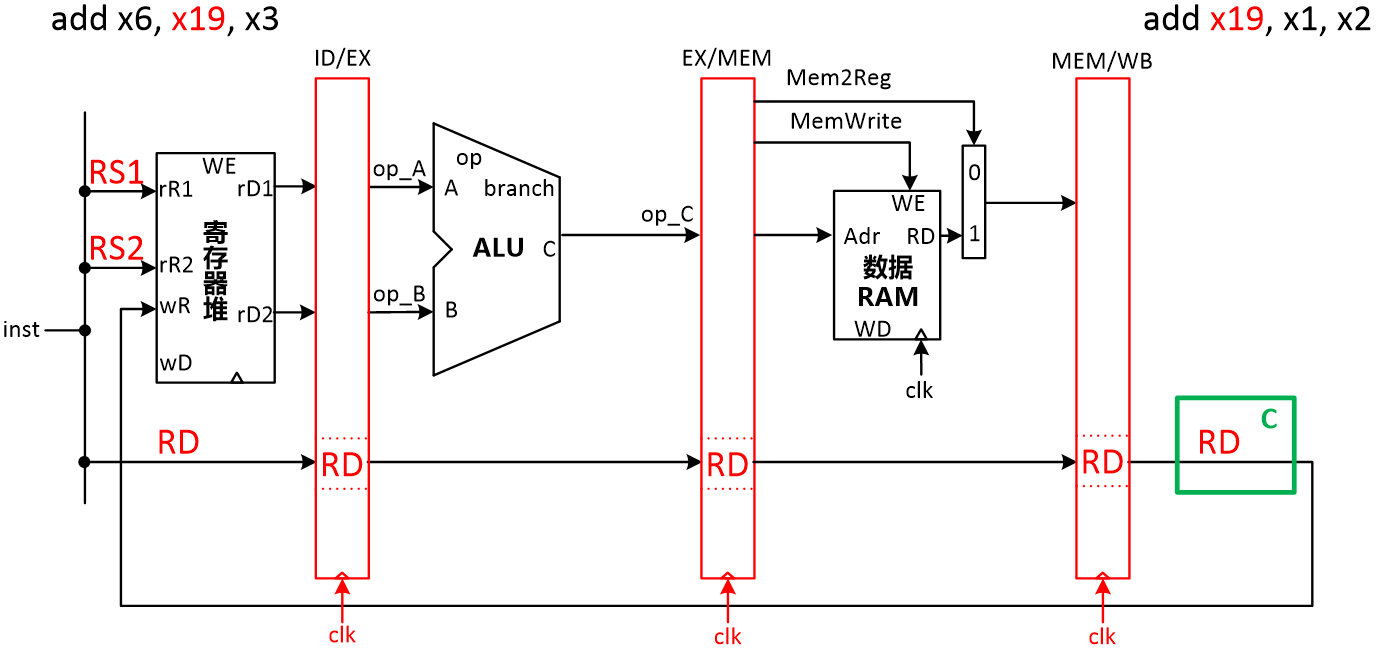 add x6, x19, x3
add x19, x1, x2
ID/EX
EX/MEM
MEM/WB
Mem2Reg
MemWrite
RS1
RS2
inst
WE
rR1
rD1
rR2
wR
rD2
wD
寄存器堆
op_A
op_B
op
A
branch
ALU
C
B
op_C
WE
Adr
RD
数据
RAM
WD
clk
0
1
RD
RD
RD
RD
RD
C
clk
clk
clk